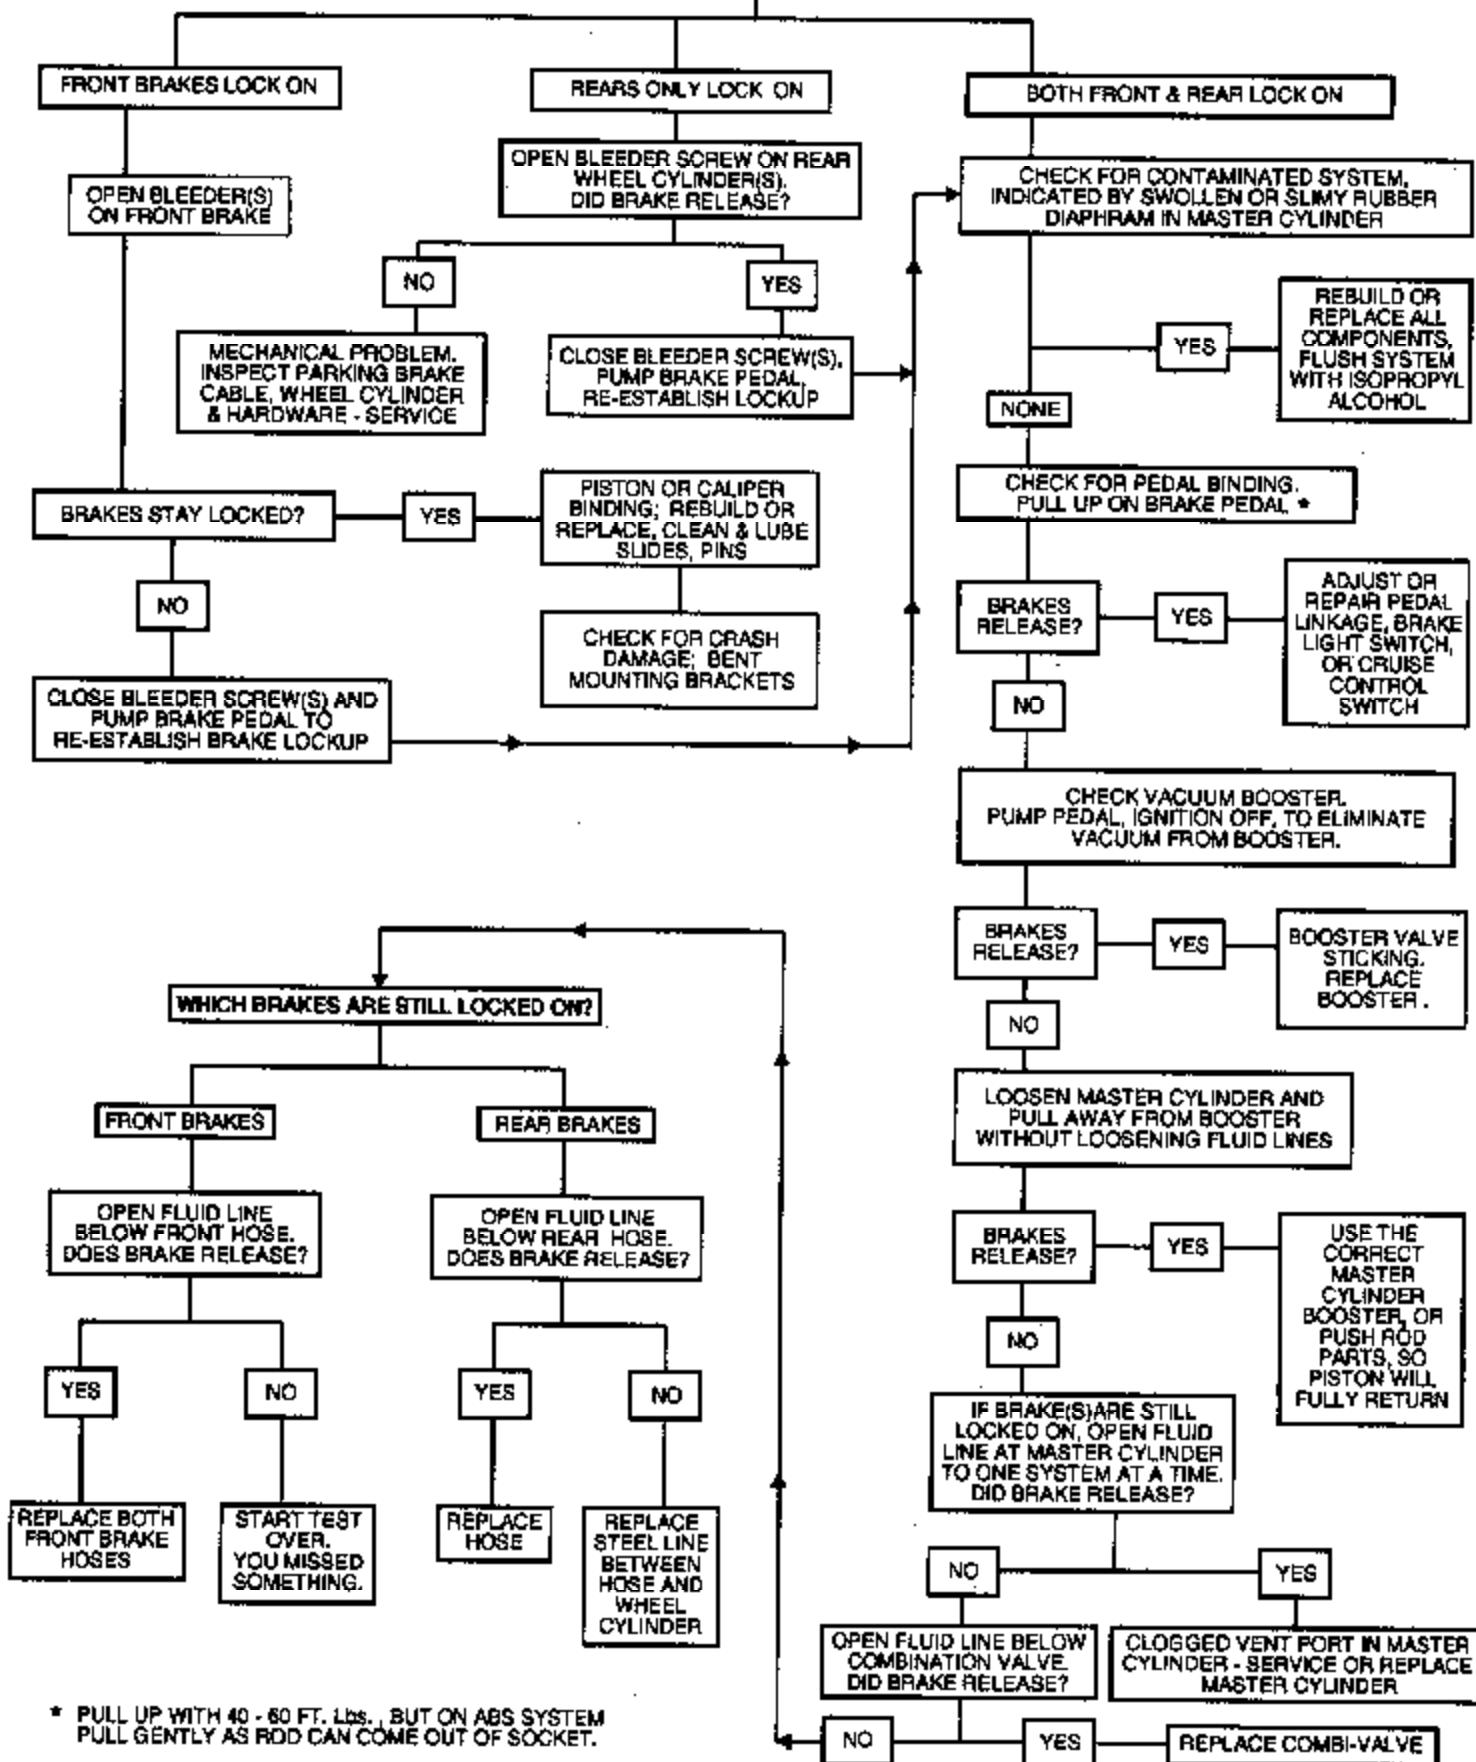 FRONT BRAKES LOCK ON
REARS ONLY LOCK ON
BOTH FRONT & REAR LOCK ON
OPEN BLEEDER(S)
ON FRONT BRAKE
OPEN BLEEDER SCREW ON REAR
WHEEL CYLINDER(S).
DID BRAKE RELEASE?
CHECK FOR CONTAMINATED SYSTEM,
INDICATED BY SWOLLEN OR SLIMY RUBBER
DIAPHRAM IN MASTER CYLINDER
NO
YES
MECHANICAL PROBLEM.
INSPECT PARKING BRAKE
CABLE, WHEEL CYLINDER
& HARDWARE - SERVICE
CLOSE BLEEDER SCREW(S),
PUMP BRAKE PEDAL,
RE-ESTABLISH LOCKUP
YES
REBUILD OR
REPLACE ALL
COMPONENTS,
FLUSH SYSTEM
WITH ISOPROPYL
ALCOHOL
NONE
BRAKES STAY LOCKED?
YES
PISTON OR CALIPER
BINDING; REBUILD OR
REPLACE, CLEAN & LUBE
SLIDES, PINS
CHECK FOR PEDAL BINDING.
PULL UP ON BRAKE PEDAL *
NO
CHECK FOR CRASH
DAMAGE; BENT
MOUNTING BRACKETS
BRAKES
RELEASE?
YES
ADJUST OR
REPAIR PEDAL
LINKAGE, BRAKE
LIGHT SWITCH,
OR CRUISE
CONTROL
SWITCH
CLOSE BLEEDER SCREW(S) AND
PUMP BRAKE PEDAL TO
RE-ESTABLISH BRAKE LOCKUP
NO
CHECK VACUUM BOOSTER.
PUMP PEDAL, IGNITION OFF, TO ELIMINATE
VACUUM FROM BOOSTER.
BRAKES
RELEASE?
YES
BOOSTER VALVE
STICKING.
REPLACE
BOOSTER.
NO
LOOSEN MASTER CYLINDER AND
PULL AWAY FROM BOOSTER
WITHOUT LOOSENING FLUID LINES
BRAKES
RELEASE?
YES
USE THE
CORRECT
MASTER
CYLINDER
BOOSTER, OR
PUSH ROD
PARTS, SO
PISTON WILL
FULLY RETURN
NO
IF BRAKE(S)ARE STILL
LOCKED ON, OPEN FLUID
LINE AT MASTER CYLINDER
TO ONE SYSTEM AT A TIME.
DID BRAKE RELEASE?
NO
YES
OPEN FLUID LINE BELOW
COMBINATION VALVE.
DID BRAKE RELEASE?
CLOGGED VENT PORT IN MASTER
CYLINDER - SERVICE OR REPLACE
MASTER CYLINDER
NO
YES
REPLACE COMBI-VALVE
WHICH BRAKES ARE STILL LOCKED ON?
FRONT BRAKES
REAR BRAKES
OPEN FLUID LINE
BELOW FRONT HOSE.
DOES BRAKE RELEASE?
OPEN FLUID LINE
BELOW REAR HOSE.
DOES BRAKE RELEASE?
YES
NO
YES
NO
REPLACE BOTH
FRONT BRAKE
HOSES
START TEST
OVER.
YOU MISSED
SOMETHING.
REPLACE
HOSE
REPLACE
STEEL LINE
BETWEEN
HOSE AND
WHEEL
CYLINDER
* PULL UP WITH 40 - 60 FT. Lbs., BUT ON ABS SYSTEM
PULL GENTLY AS ROD CAN COME OUT OF SOCKET.